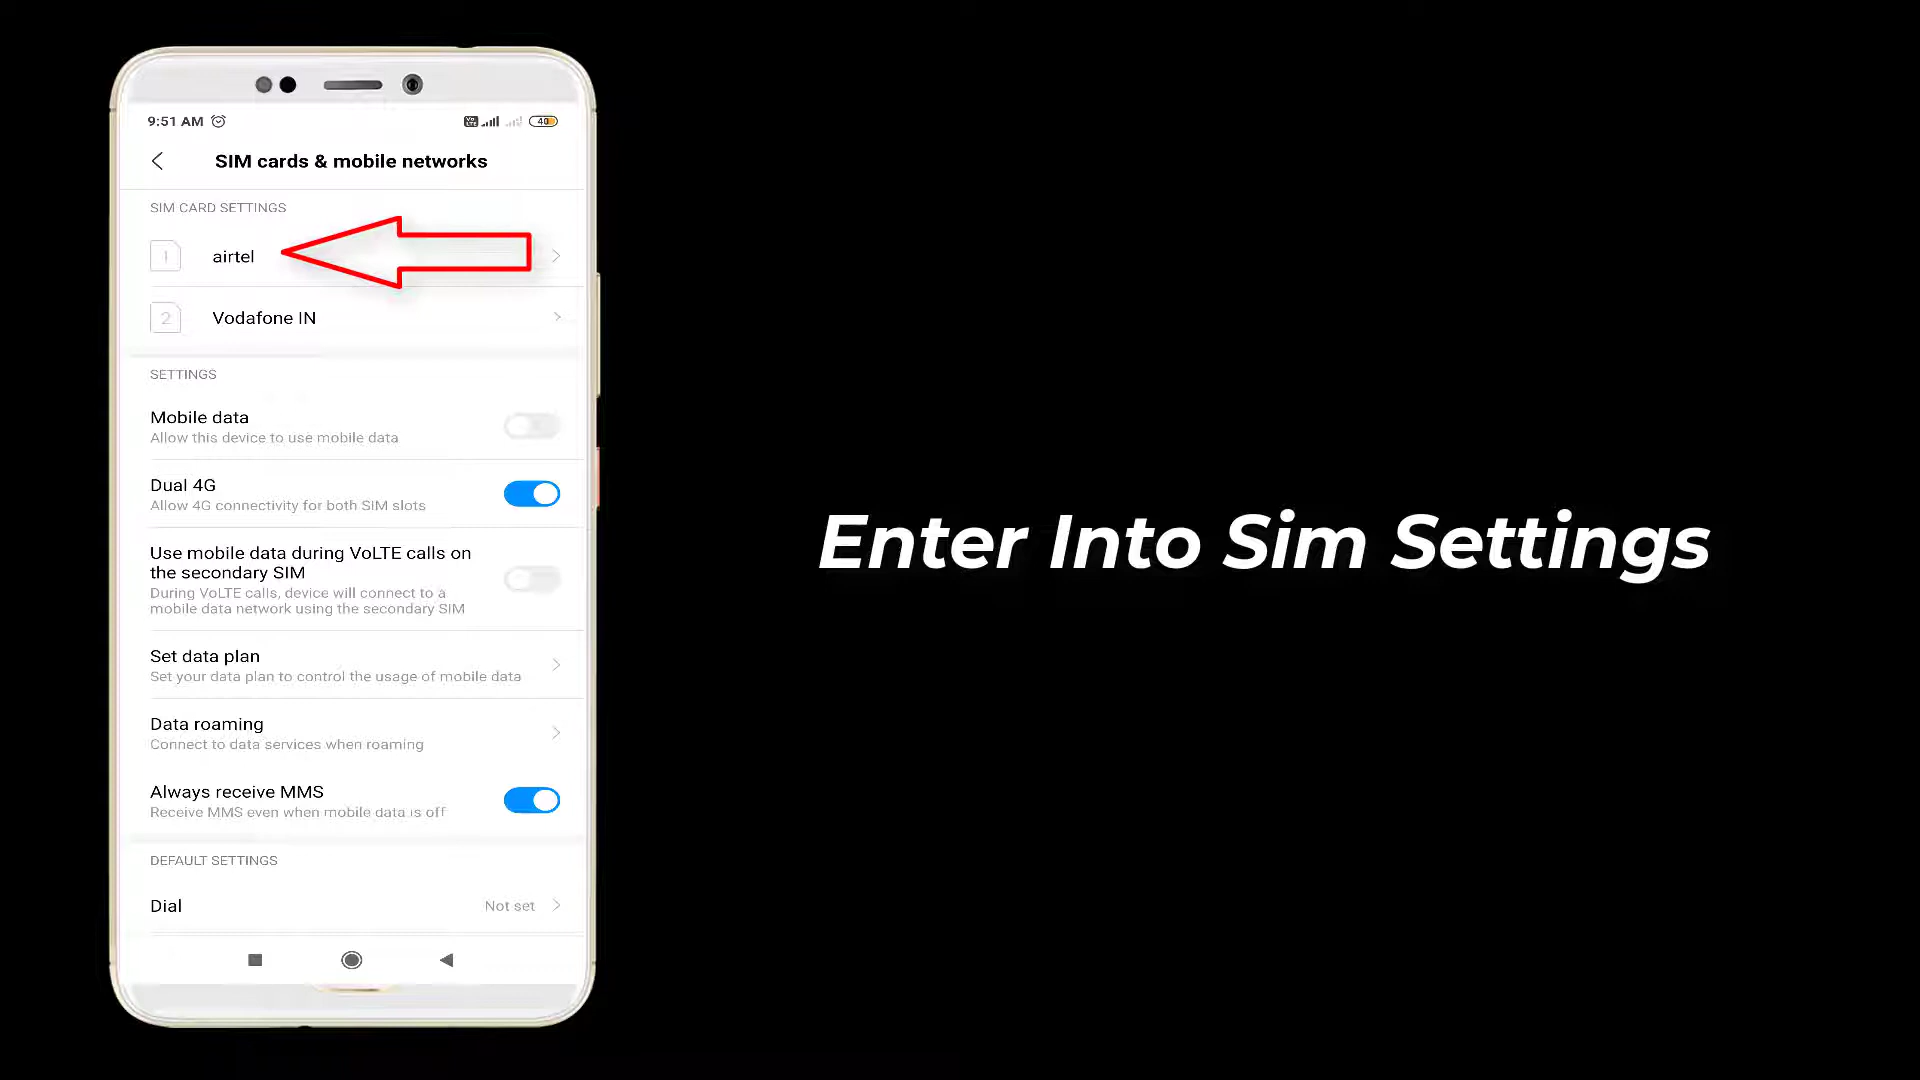 9:51 AM
40
SIM cards & mobile networks
SIM CARD SETTINGS
1
airtel
2
Vodafone IN
SETTINGS
Mobile data
Allow this device to use mobile data
Dual 4G
Allow 4G connectivity for both SIM slots
Use mobile data during VoLTE calls on
the secondary SIM
During VoLTE calls, device will connect to a
mobile data network using the secondary SIM
Set data plan
Set your data plan to control the usage of mobile data
Data roaming
Connect to data services when roaming
Always receive MMS
Receive MMS even when mobile data is off
DEFAULT SETTINGS
Dial
Not set
Enter Into Sim Settings